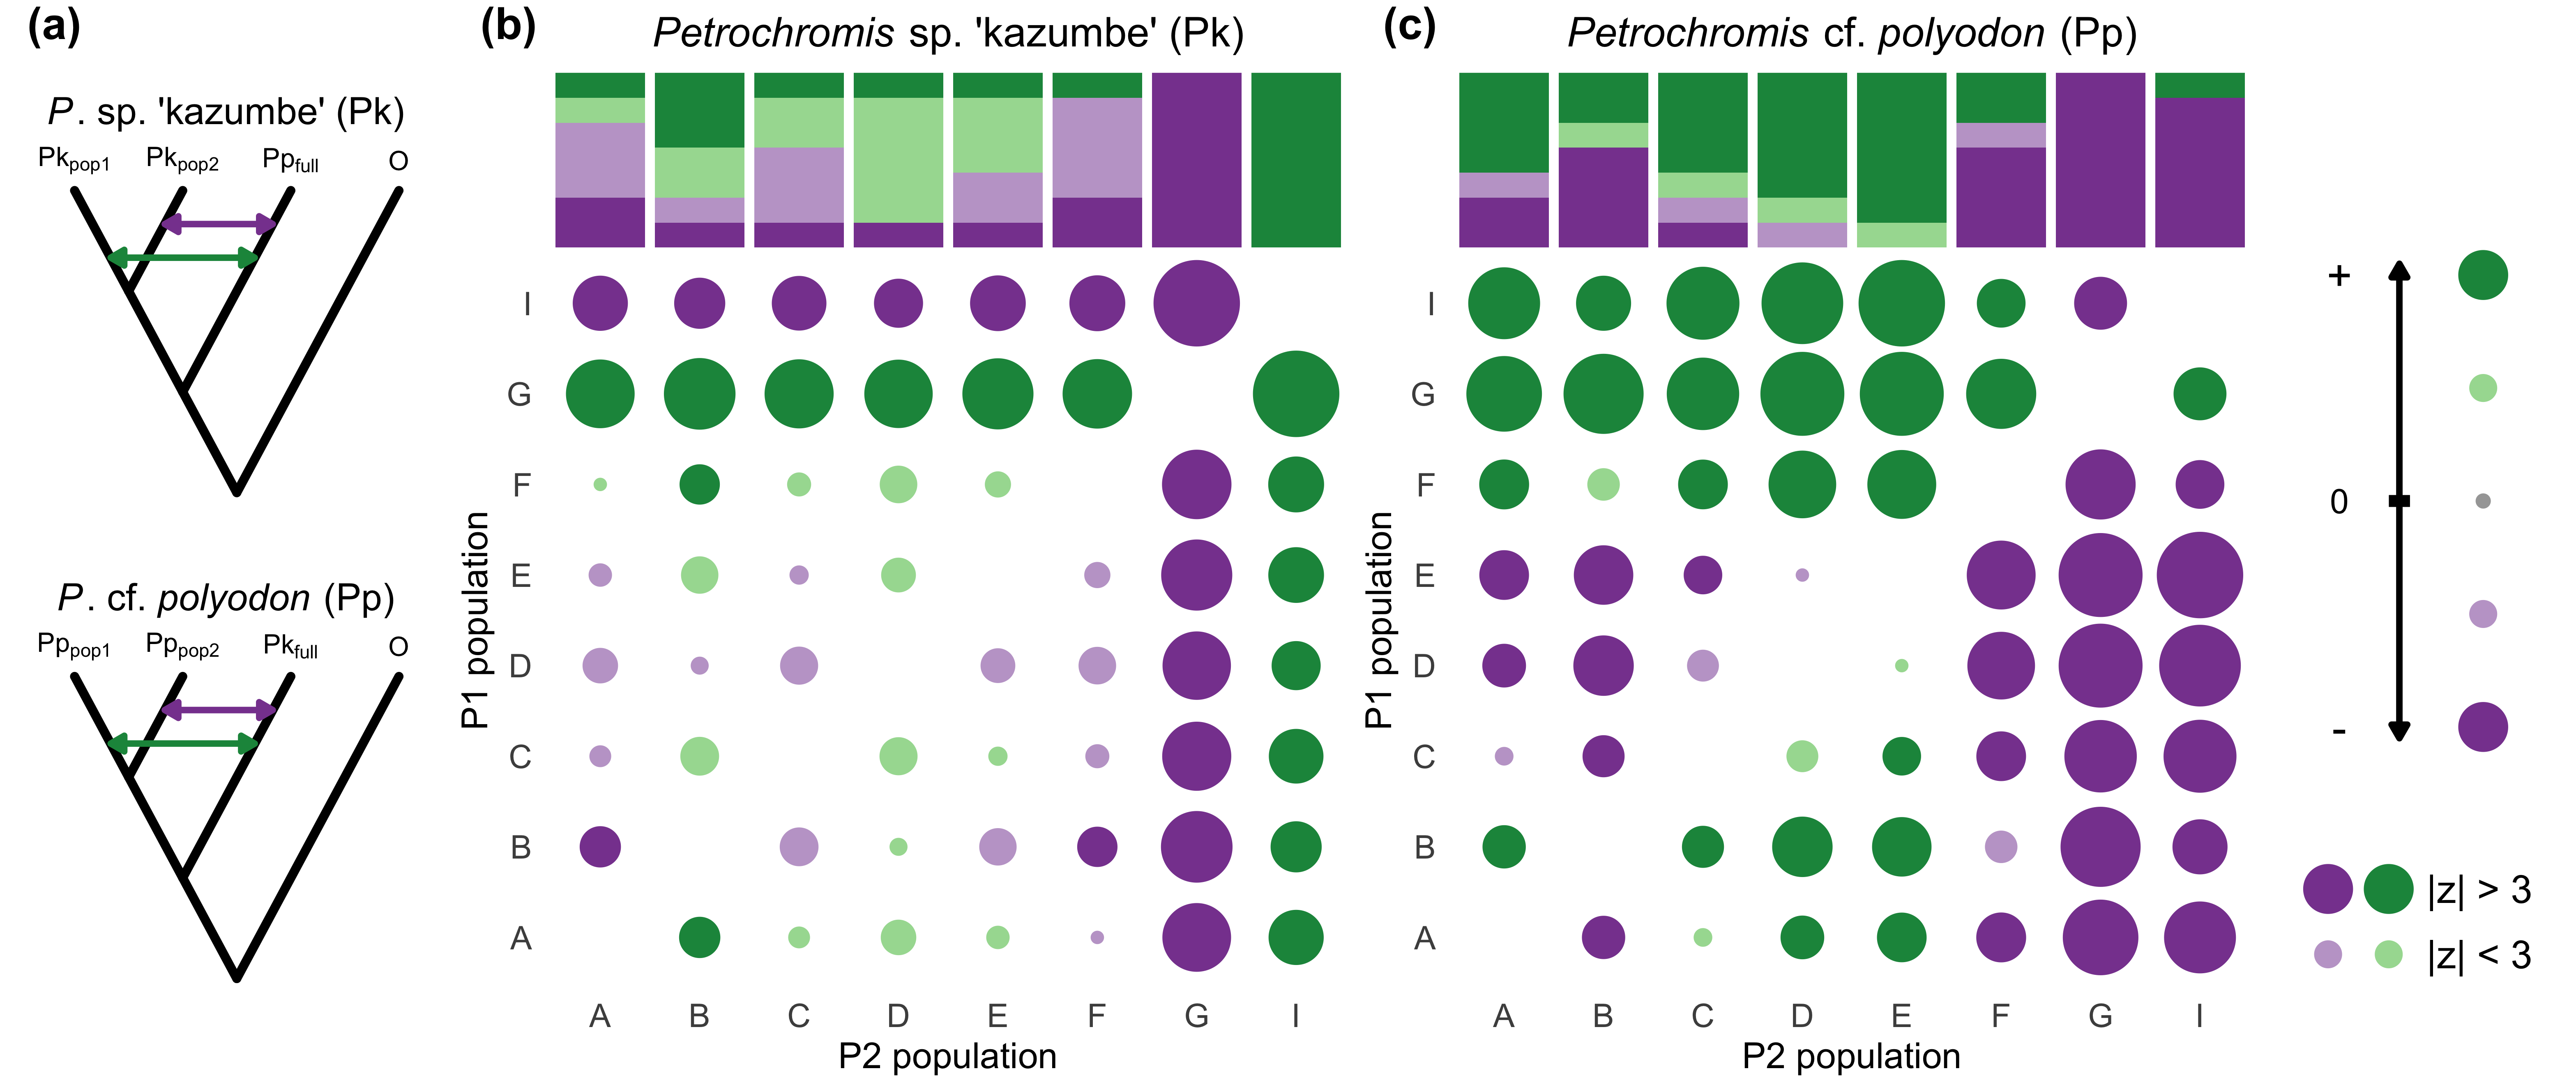 (a)
P. sp. 'kazumbe' (Pk)
Pkpop1 Pkpop2 Ppfull O
P. cf. polyodon (Pp)
Pppop1 Pppop2 Pkfull O
(b)
Petrochromis sp. 'kazumbe' (Pk)
P1 population
I
G
F
E
D
C
B
A
A B C D E F G I
P2 population
(c)
Petrochromis cf. polyodon (Pp)
P1 population
I
G
F
E
D
C
B
A
A B C D E F G I
P2 population
+
0
-
|z| > 3
|z| < 3